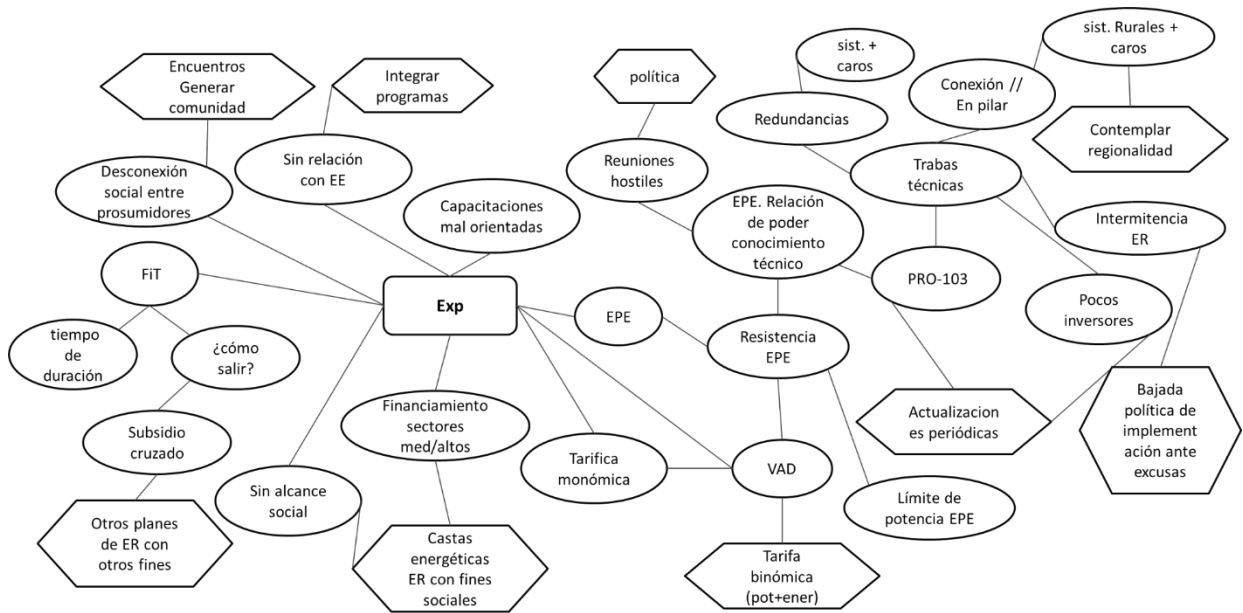 Encuentros
Generar
comunidad
Integrar
programas
política
sist. +
caros
sist. Rurales +
caros
Conexión //
En pilar
Redundancias
Contemplar
regionalidad
Desconexión
social entre
prosumidores
Sin relación
con EE
Reuniones
hostiles
Trabas
técnicas
Capacitaciones
mal orientadas
EPE. Relación
de poder
conocimiento
técnico
Intermitencia
ER
FiT
PRO-103
Exp
EPE
Pocos
inversores
tiempo
de
duración
¿cómo
salir?
Resistencia
EPE
Financiamiento
sectores
med/altos
Actualizacion
es periódicas
Bajada
política de
implement
ación ante
excusas
Subsidio
cruzado
Tarifica
monómica
VAD
Sin alcance
social
Límite de
potencia EPE
Otros planes
de ER con
otros fines
Castas
energéticas
ER con fines
sociales
Tarifa
binómica
(pot+ener)